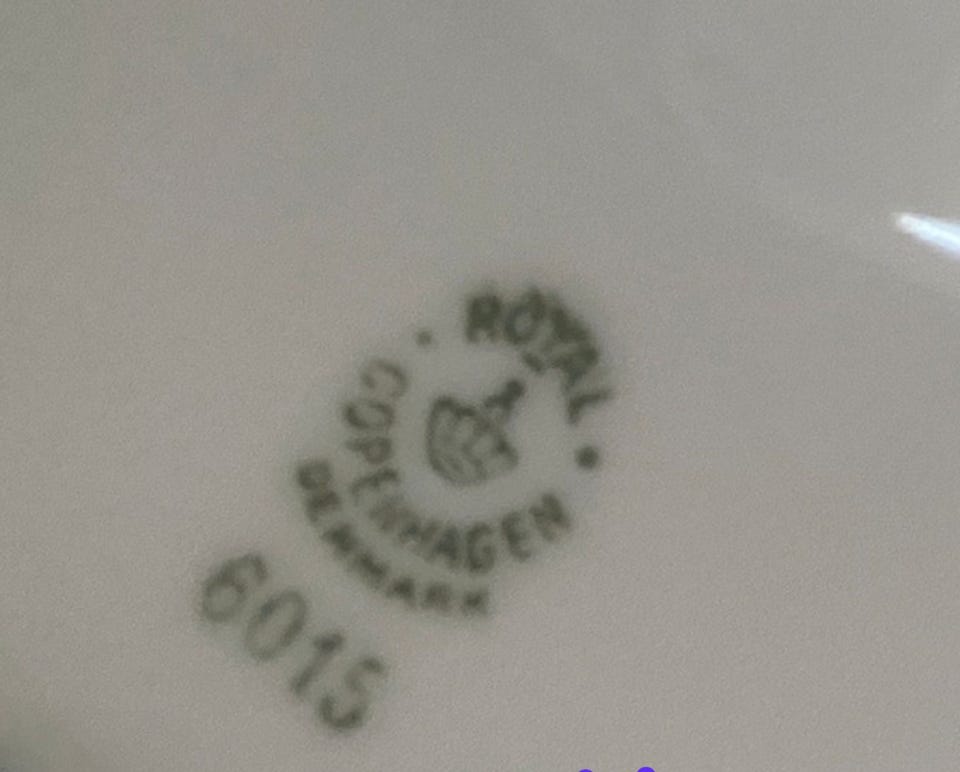 ROYAL
COPENHAGEN
DENMARK
6015